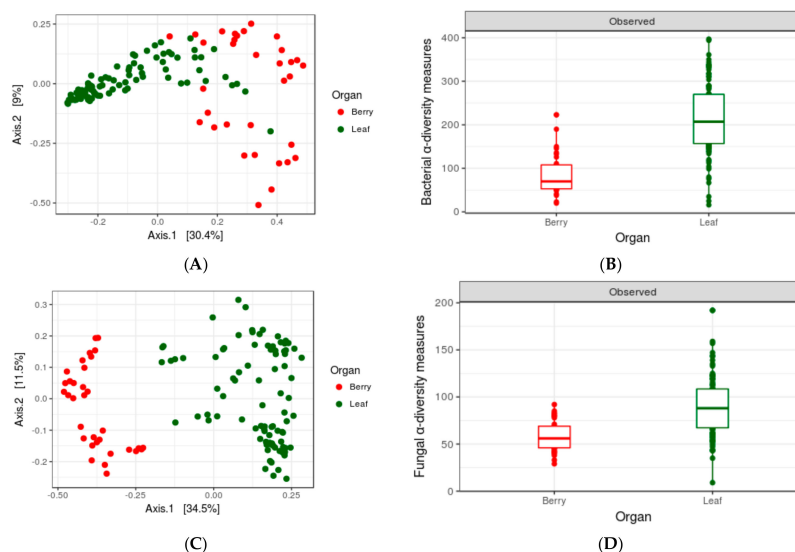 0.25
0.00
-0.25
-0.50
Axis.2 [9%]
-0.2
0.0
0.2
0.4
Axis.1 [30.4%]
Organ
Berry
Leaf
(A)
Observed
400
300
200
100
0
Bacterial α-diversity measures
Berry
Leaf
Organ
(B)
0.3
0.2
0.1
0.0
-0.1
-0.2
Axis.2 [11.5%]
-0.50
-0.25
0.00
0.25
Axis.1 [34.5%]
Organ
Berry
Leaf
(C)
Observed
200
150
100
50
0
Fungal α-diversity measures
Berry
Leaf
Organ
(D)